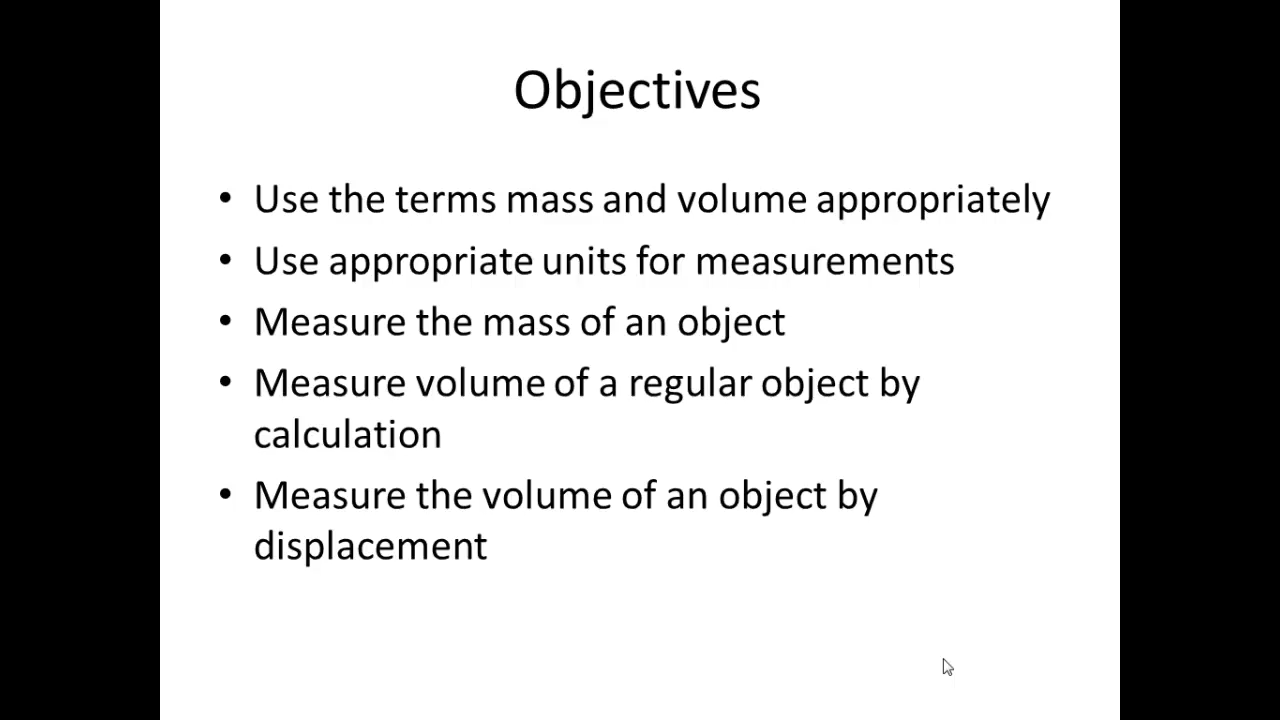 Objectives
• Use the terms mass and volume appropriately
• Use appropriate units for measurements
• Measure the mass of an object
• Measure volume of a regular object by
calculation
• Measure the volume of an object by
displacement